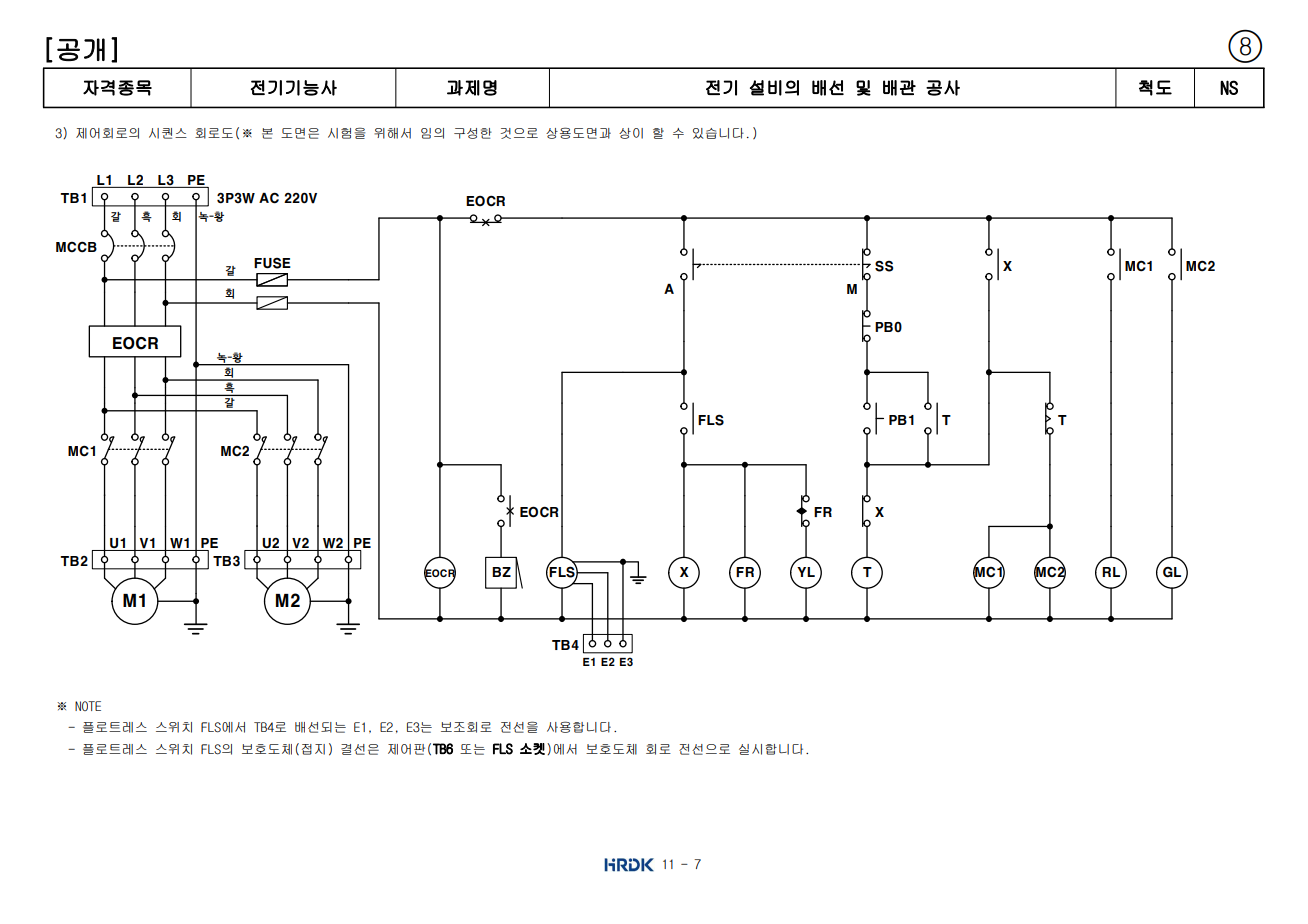 [공개]
⑧
자격종목 전기기능사 과제명 전기 설비의 배선 및 배관 공사 척도 NS
3) 제어회로의 시퀀스 회로도(※ 본 도면은 시험을 위해서 임의 구성한 것으로 상용도면과 상이 할 수 있습니다.)
L1 L2 L3 PE
TB1 3P3W AC 220V
EOCR
갈 흑 회 녹-황
MCCB
FUSE
갈
회
SS
X
MC1
MC2
A
M
PB0
EOCR
녹-황
회
흑
갈
MC1
MC2
FLS
PB1
T
T
EOCR
FR
X
U1 V1 W1 PE
U2 V2 W2 PE
TB2
TB3
EOCR
BZ
FLS
X
FR
YL
T
MC1
MC2
RL
GL
M1
M2
TB4
E1 E2 E3
※ NOTE
- 플로트레스 스위치 FLS에서 TB4로 배선되는 E1, E2, E3는 보조회로 전선을 사용합니다.
- 플로트레스 스위치 FLS의 보호도체(접지) 결선은 제어판(TB6 또는 FLS 소켓)에서 보호도체 회로 전선으로 실시합니다.
HRDK 11 - 7